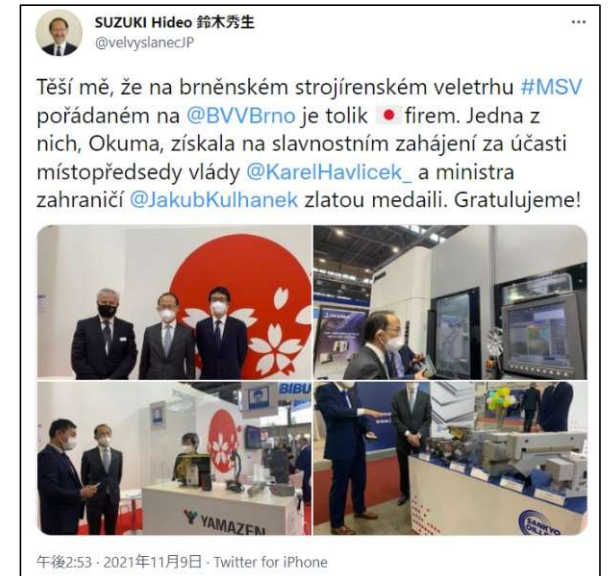 SUZUKI Hideo 鈴木秀生
@velvyslanecJP
Těší mě, že na brněnském strojírenském veletrhu #MSV
pořádaném na @BVVBrno je tolik 🇯🇵 firem. Jedna z
nich, Okuma, získala na slavnostním zahájení za účasti
místopředsedy vlády @KarelHavlicek_ a ministra
zahraničí @JakubKulhanek zlatou medaili. Gratulujeme!
OKUMA
BIBU
YAMAZEN
SANKYO
午後2:53 · 2021年11月9日 · Twitter for iPhone